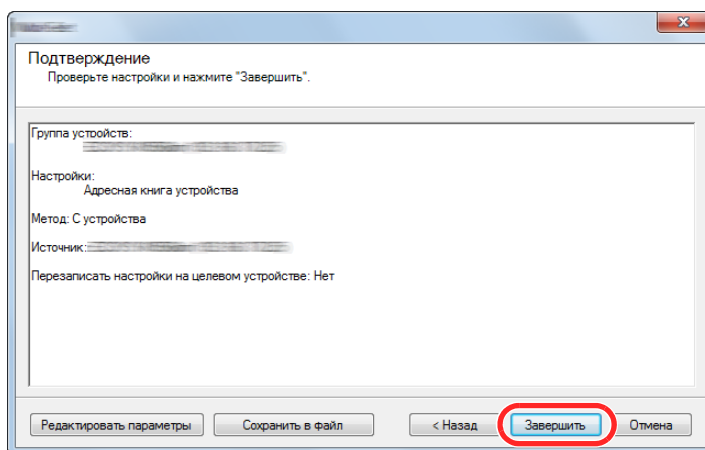 Подтверждение
Проверьте настройки и нажмите "Завершить".
Группа устройств:
Настройки:
Адресная книга устройства
Метод: С устройства
Источник:
Перезаписать настройки на целевом устройстве: Нет
Редактировать параметры
Сохранить в файл
< Назад
Завершить
Отмена